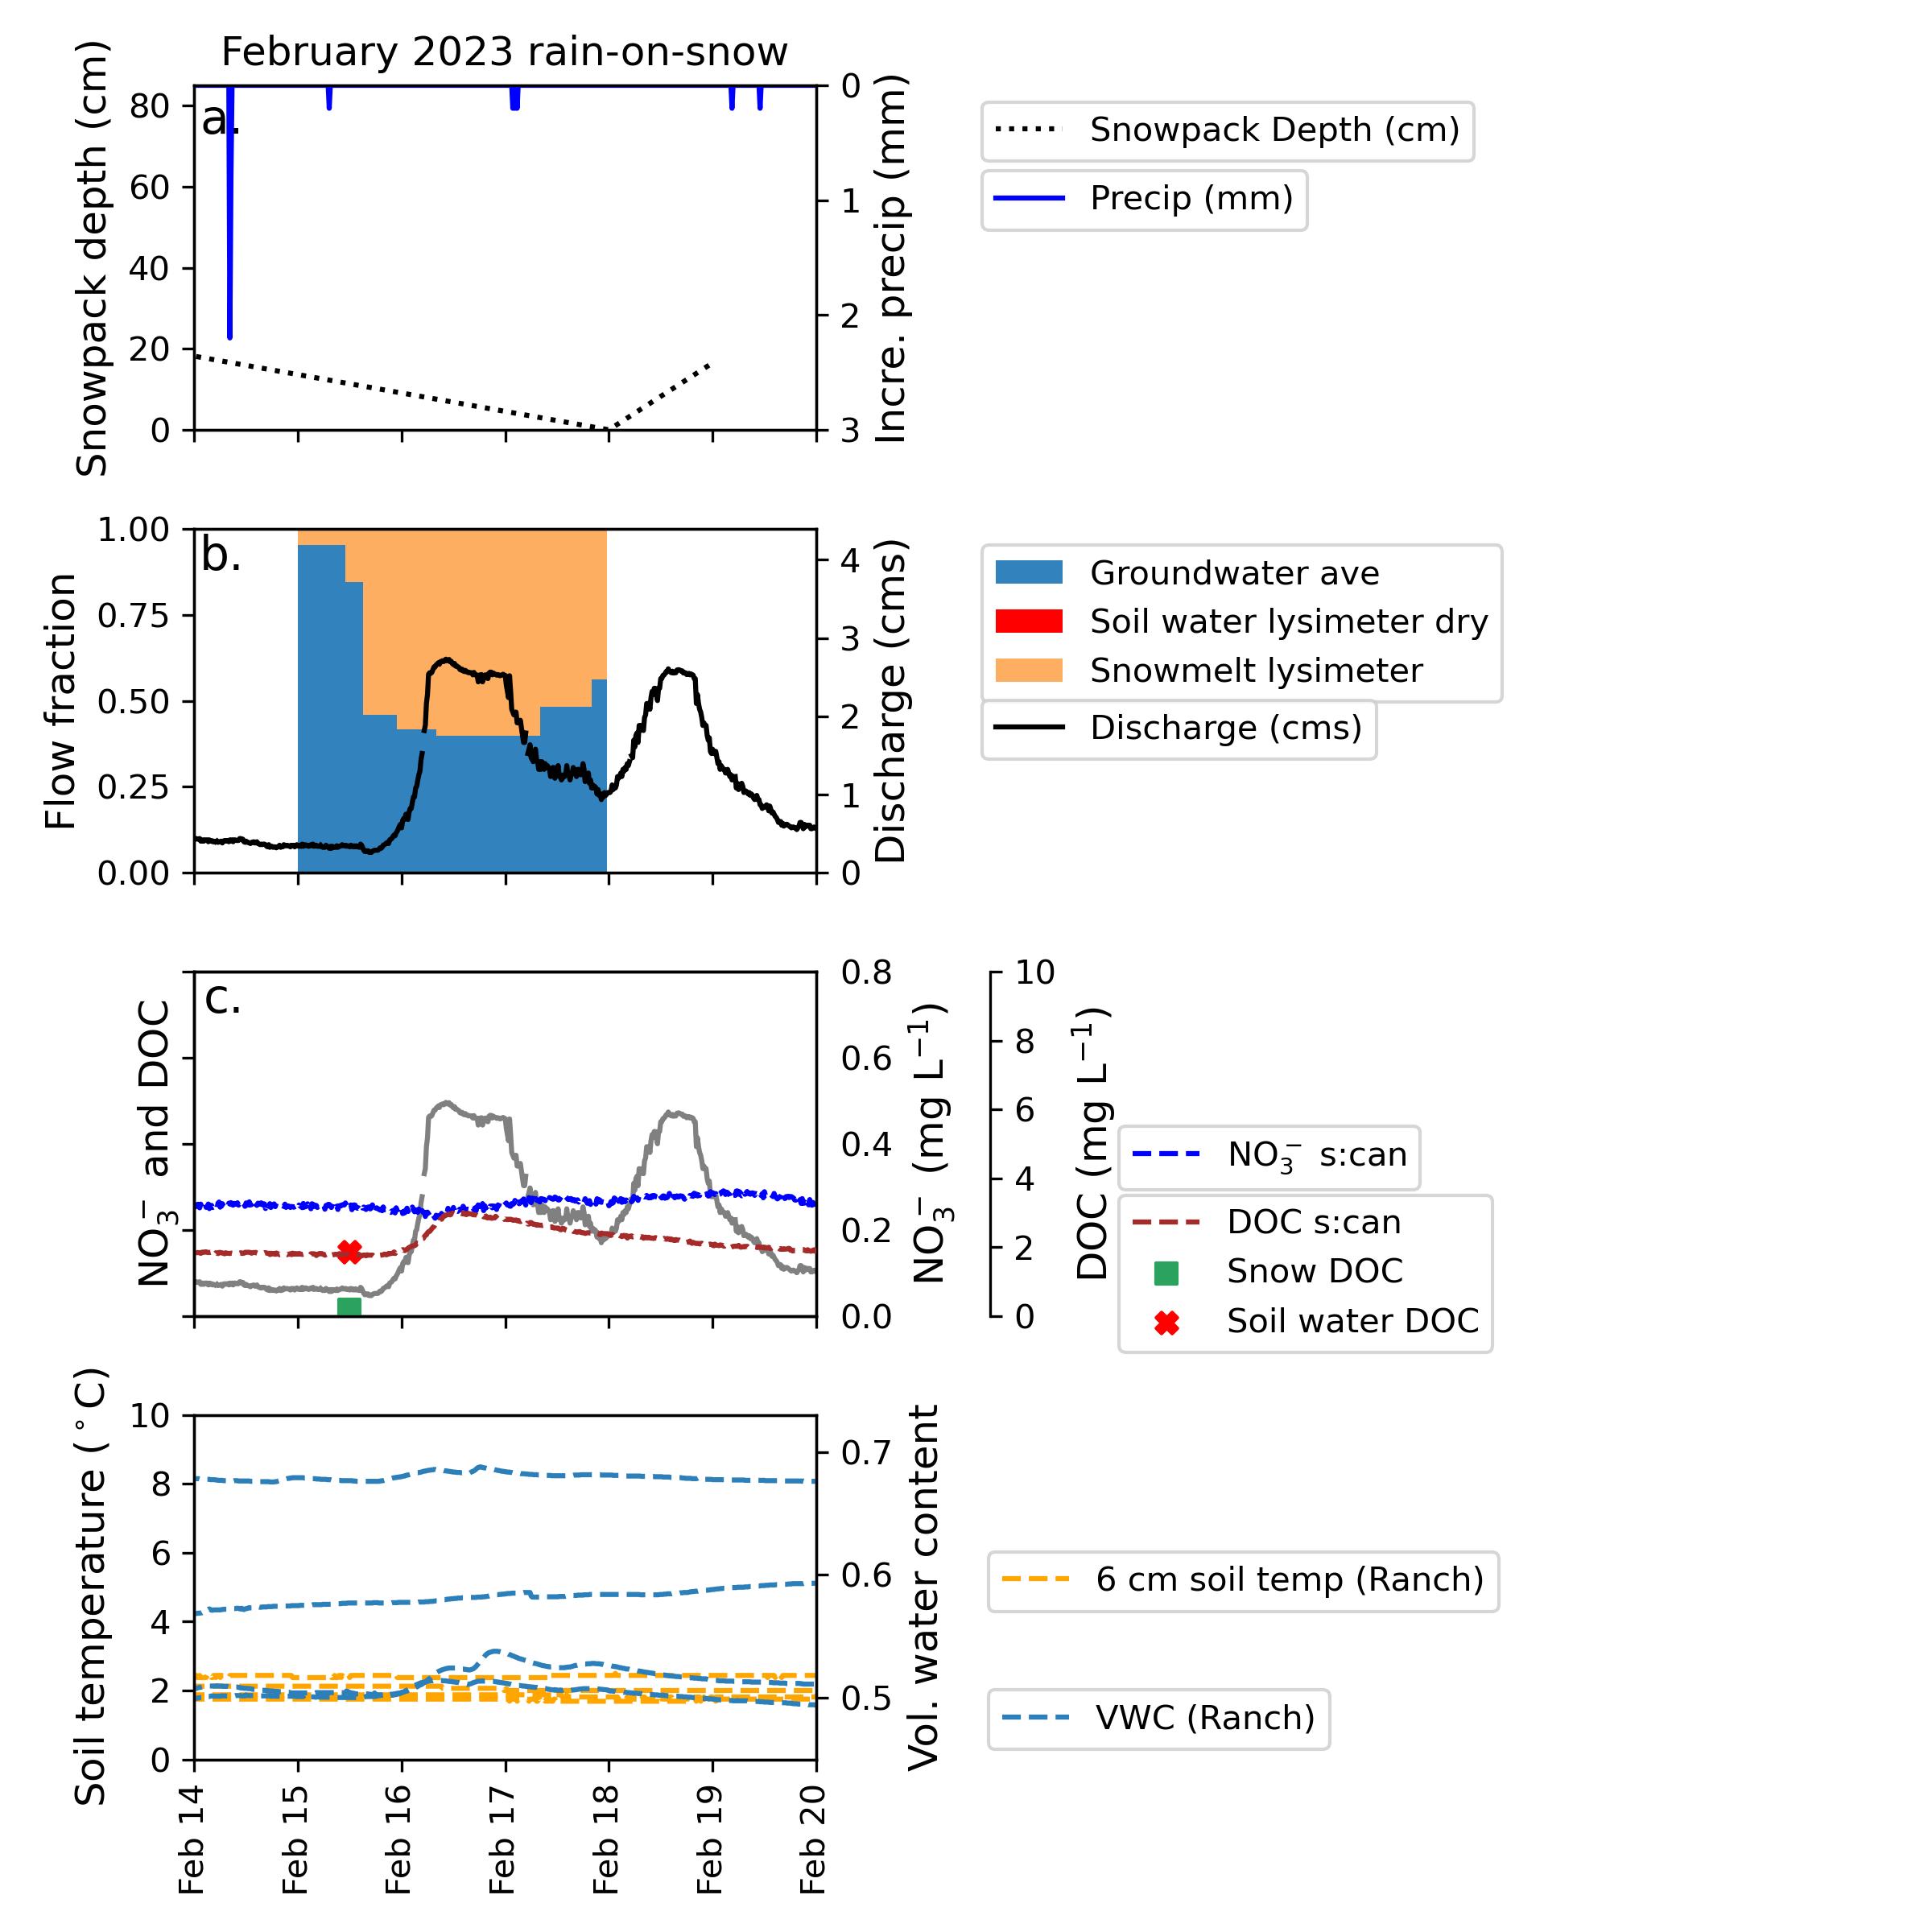 February 2023 rain-on-snow
Snowpack depth (cm)
80
60
40
20
0
a.
0
1
2
3
Incre. precip (mm)
Snowpack Depth (cm)
Precip (mm)
Flow fraction
1.00
0.75
0.50
0.25
0.00
b.
4
3
2
1
0
Discharge (cms)
Groundwater ave
Soil water lysimeter dry
Snowmelt lysimeter
Discharge (cms)
NO₃⁻ and DOC
c.
0.8
0.6
0.4
0.2
0.0
NO₃⁻ (mg L⁻¹)
10
8
6
4
2
0
DOC (mg L⁻¹)
NO₃⁻ s:can
DOC s:can
Snow DOC
Soil water DOC
Soil temperature (°C)
10
8
6
4
2
0
0.7
0.6
0.5
Vol. water content
6 cm soil temp (Ranch)
VWC (Ranch)
Feb 14
Feb 15
Feb 16
Feb 17
Feb 18
Feb 19
Feb 20